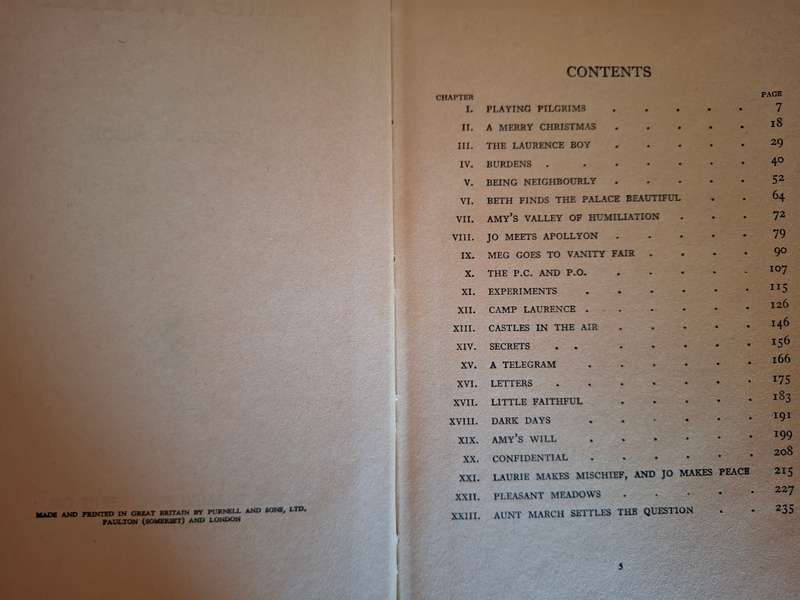 MADE AND PRINTED IN GREAT BRITAIN BY PURNELL AND SONS, LTD.
PAULTON (SOMERSET) AND LONDON
CONTENTS
CHAPTER PAGE
I. PLAYING PILGRIMS . . . . . 7
II. A MERRY CHRISTMAS . . . . . 18
III. THE LAURENCE BOY . . . . . 29
IV. BURDENS . . . . . . . 40
V. BEING NEIGHBOURLY . . . . . 52
VI. BETH FINDS THE PALACE BEAUTIFUL . . 64
VII. AMY'S VALLEY OF HUMILIATION . . . 72
VIII. JO MEETS APOLLYON . . . . . 79
IX. MEG GOES TO VANITY FAIR . . . . 90
X. THE P.C. AND P.O. . . . . . 107
XI. EXPERIMENTS . . . . . . 115
XII. CAMP LAURENCE . . . . . . 126
XIII. CASTLES IN THE AIR . . . . . 146
XIV. SECRETS . . . . . . . 156
XV. A TELEGRAM . . . . . . 166
XVI. LETTERS . . . . . . . 175
XVII. LITTLE FAITHFUL . . . . . 183
XVIII. DARK DAYS . . . . . . 191
XIX. AMY'S WILL . . . . . . 199
XX. CONFIDENTIAL . . . . . . 208
XXI. LAURIE MAKES MISCHIEF, AND JO MAKES PEACE 215
XXII. PLEASANT MEADOWS . . . . . 227
XXIII. AUNT MARCH SETTLES THE QUESTION . . 235
5